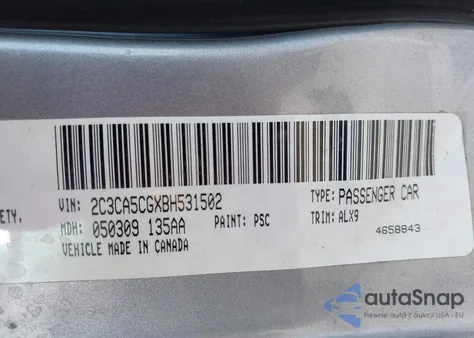 ETY,
VIN: 2C3CA5CGXBH531502
TYPE: PASSENGER CAR
MDH: 050309 135AA
PAINT: PSC
TRIM: ALX9
VEHICLE MADE IN CANADA
4658843
autoSnap
Pewne auta z aukcji USA - EU